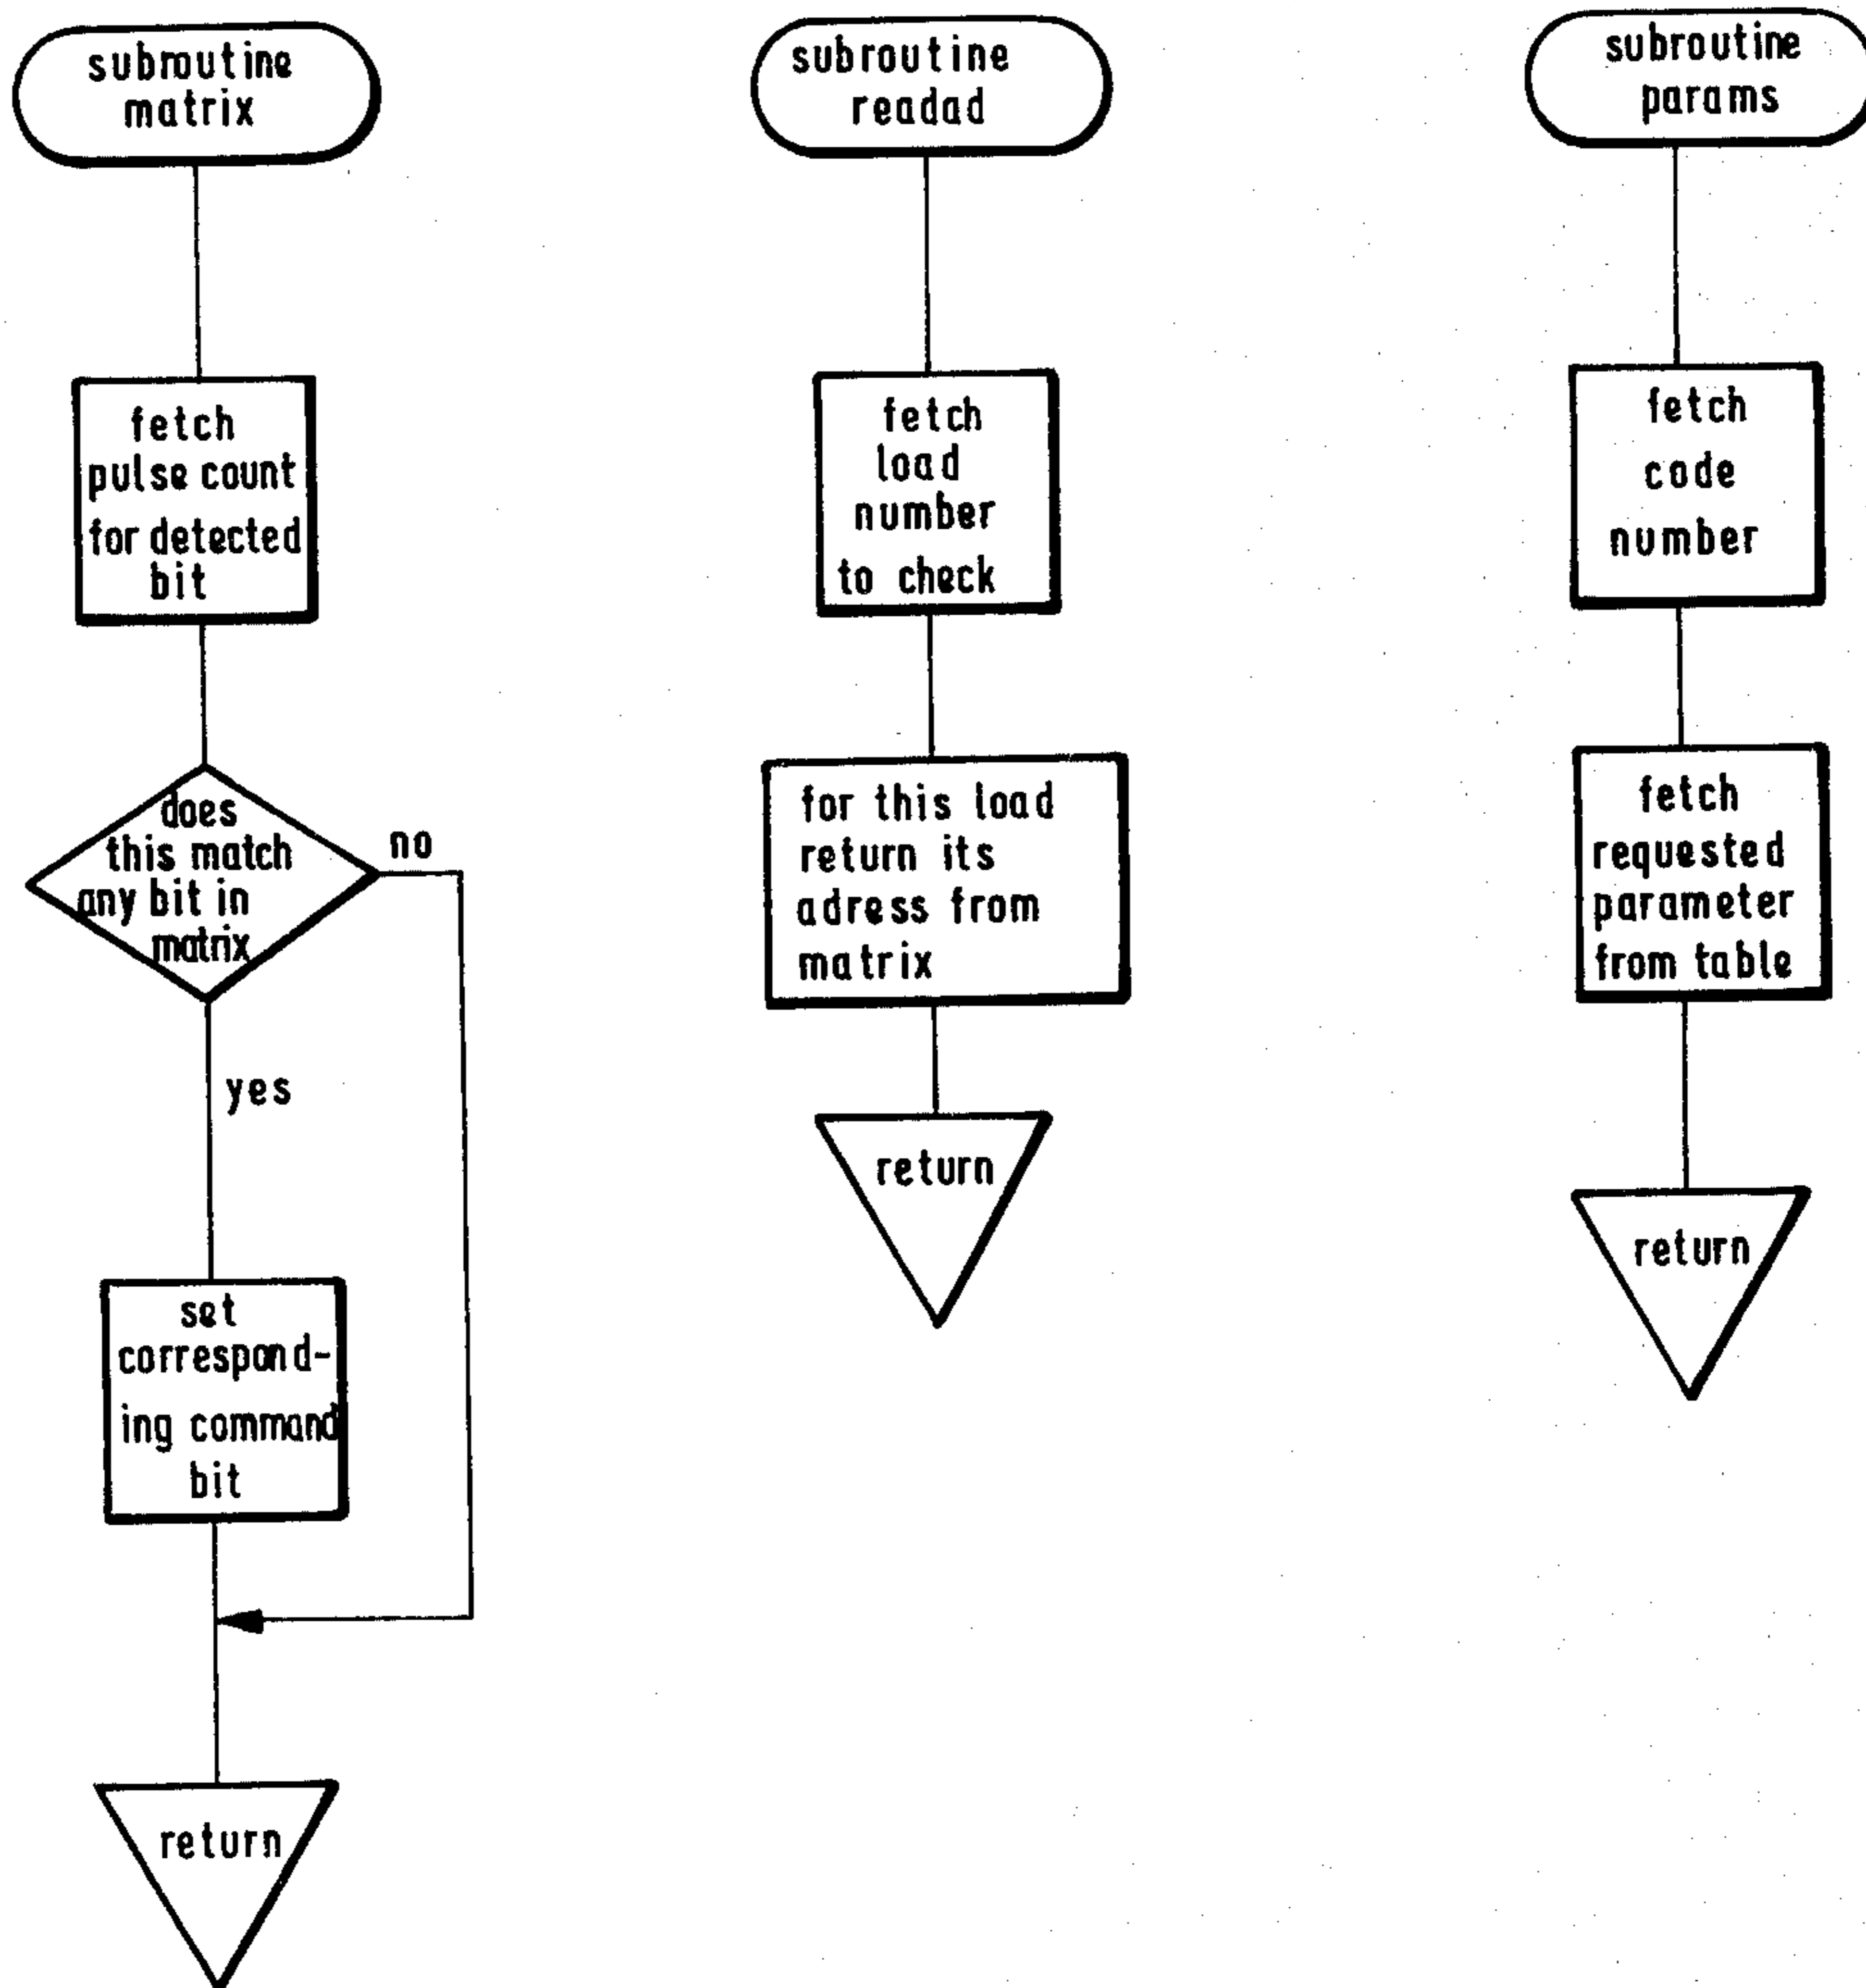 subroutine
matrix
fetch
pulse count
for detected
bit
does
this match
any bit in
matrix
no
yes
set
correspond-
ing command
bit
return
subroutine
readad
fetch
load
number
to check
for this load
return its
adress from
matrix
return
subroutine
params
fetch
code
number
fetch
requested
parameter
from table
return